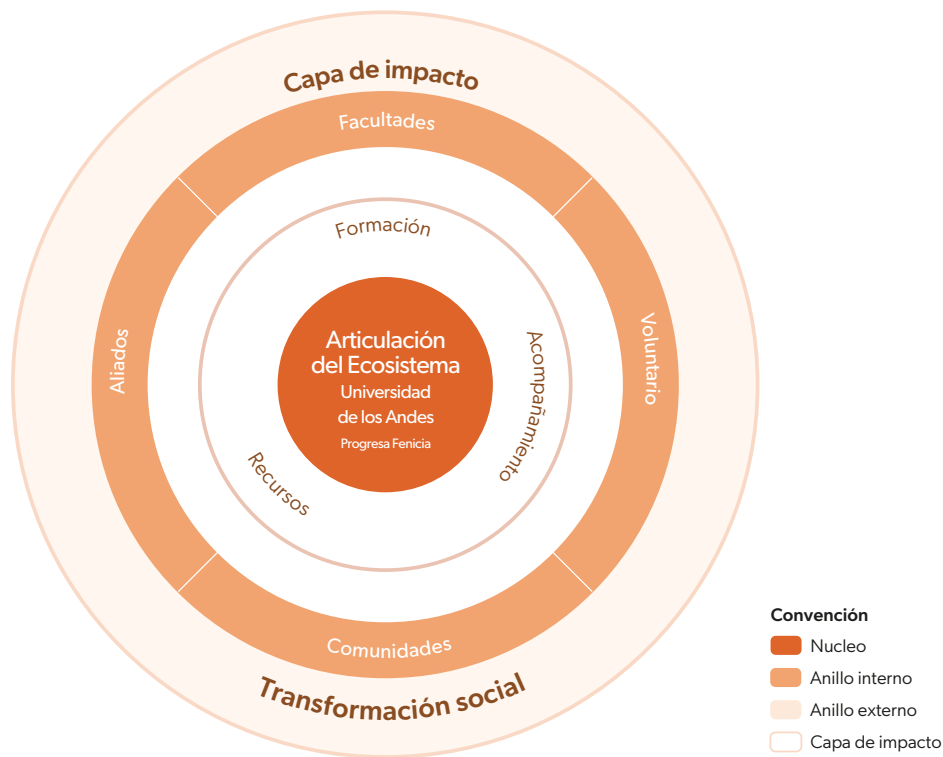 Capa de impacto
Facultades
Formación
Aliados
Articulación
del Ecosistema
Universidad
de los Andes
Progresa Fenicia
Acompañamiento
Voluntario
Recursos
Comunidades
Transformación social
Convención
Nucleo
Anillo interno
Anillo externo
Capa de impacto